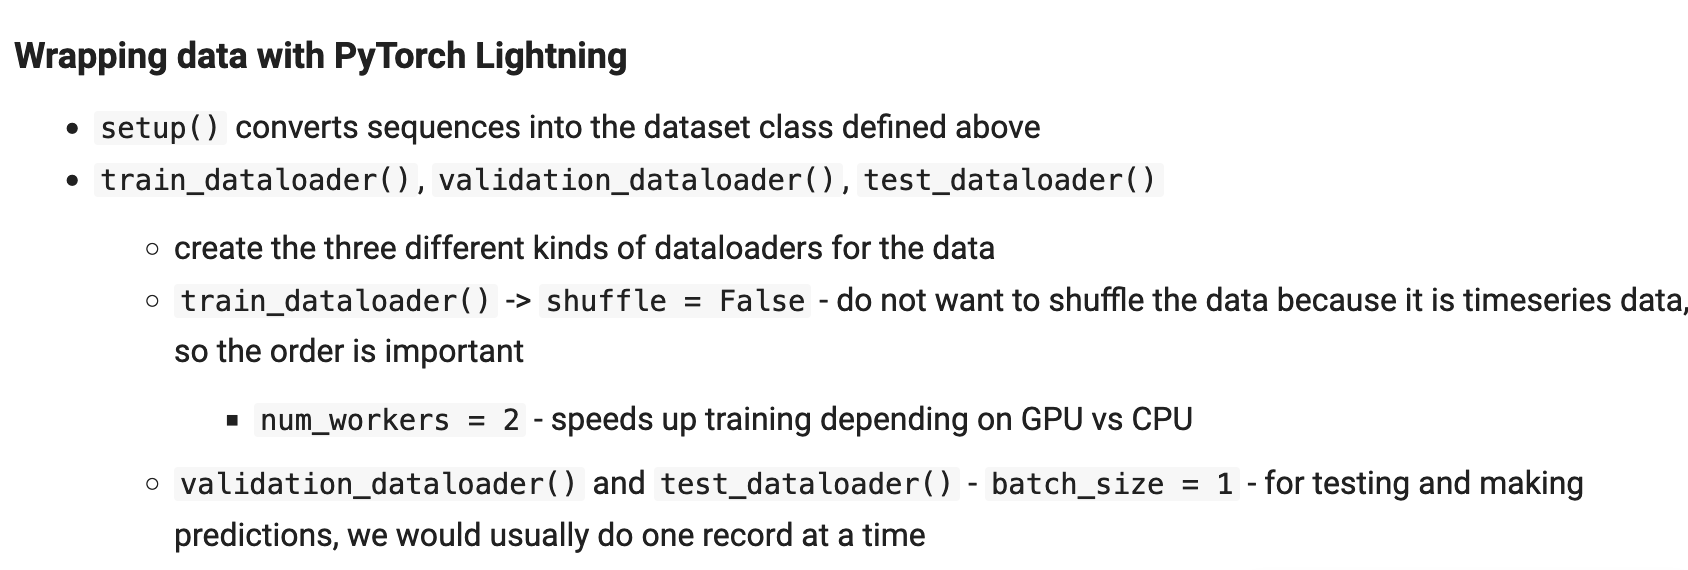 Wrapping data with PyTorch Lightning
• setup() converts sequences into the dataset class defined above
• train_dataloader(), validation_dataloader(), test_dataloader()
◦ create the three different kinds of dataloaders for the data
◦ train_dataloader() -> shuffle = False - do not want to shuffle the data because it is timeseries data,
so the order is important
▪ num_workers = 2 - speeds up training depending on GPU vs CPU
◦ validation_dataloader() and test_dataloader() - batch_size = 1 - for testing and making
predictions, we would usually do one record at a time